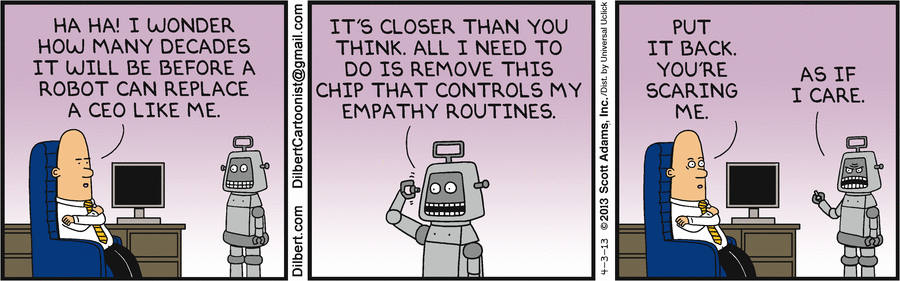 HA HA! I WONDER
HOW MANY DECADES
IT WILL BE BEFORE A
ROBOT CAN REPLACE
A CEO LIKE ME.
Dilbert.com DilbertCartoonist@gmail.com
IT'S CLOSER THAN YOU
THINK. ALL I NEED TO
DO IS REMOVE THIS
CHIP THAT CONTROLS MY
EMPATHY ROUTINES.
4-3-13 ©2013 Scott Adams, Inc. /Dist. by Universal Uclick
PUT
IT BACK.
YOU'RE
SCARING
ME.
AS IF
I CARE.